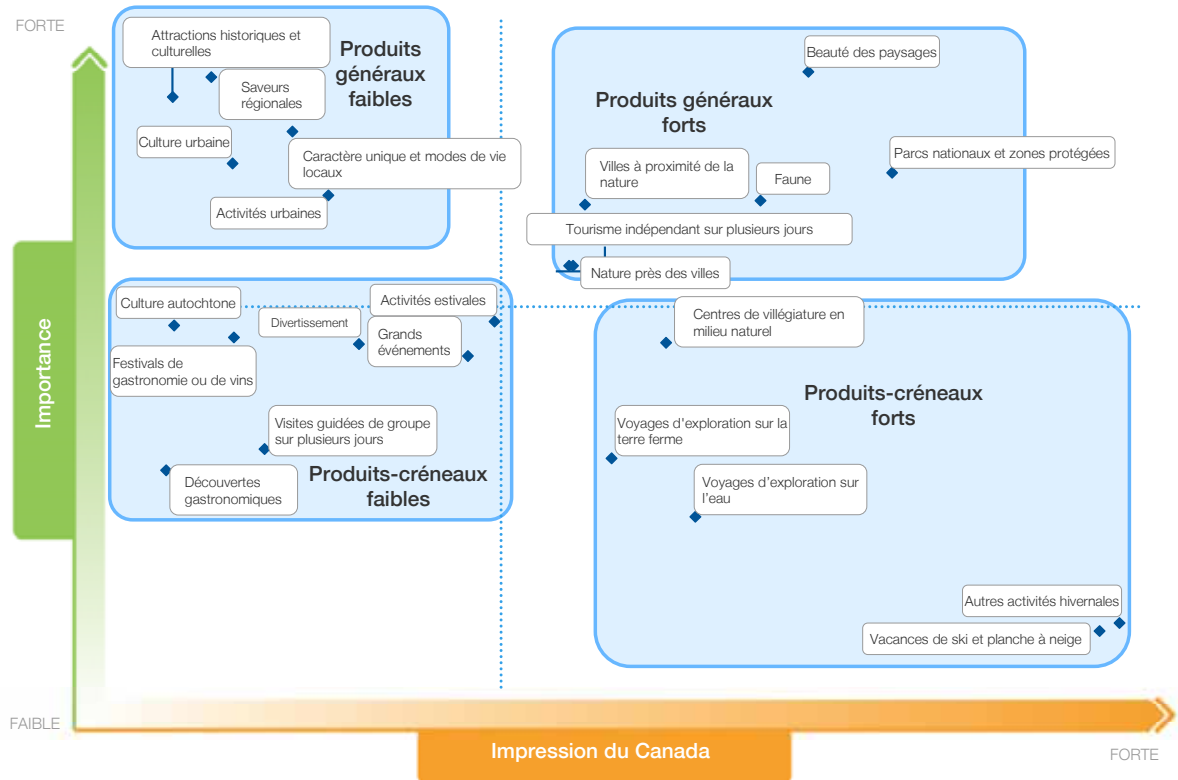 FORTE
Attractions historiques et
culturelles
Produits
généraux
faibles
Saveurs
régionales
Culture urbaine
Caractère unique et modes de vie
locaux
Activités urbaines
Beauté des paysages
Produits généraux
forts
Parcs nationaux et zones protégées
Villes à proximité de la
nature
Faune
Tourisme indépendant sur plusieurs jours
Nature près des villes
Importance
Culture autochtone
Activités estivales
Divertissement
Grands
événements
Festivals de
gastronomie ou de vins
Visites guidées de groupe
sur plusieurs jours
Découvertes
gastronomiques
Produits-créneaux
faibles
Centres de villégiature en
milieu naturel
Produits-créneaux
forts
Voyages d'exploration sur la
terre ferme
Voyages d'exploration sur
l'eau
Autres activités hivernales
Vacances de ski et planche à neige
FAIBLE
Impression du Canada
FORTE